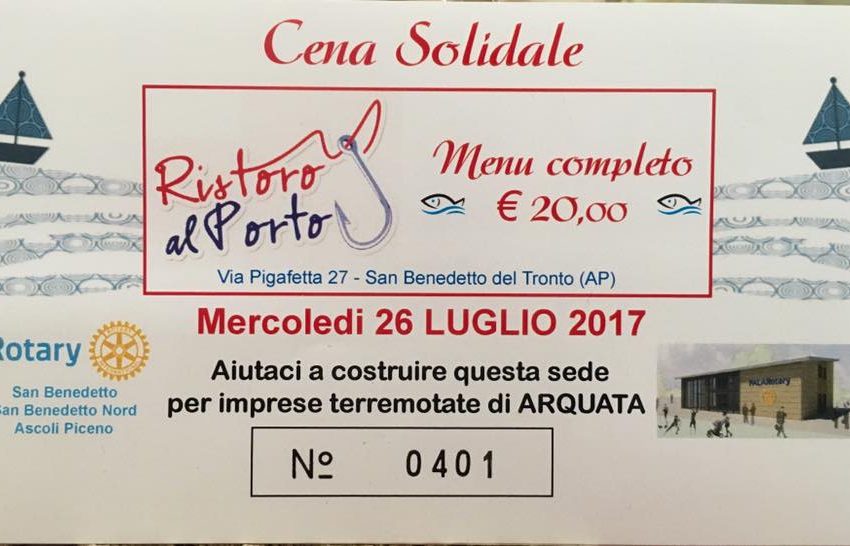 Cena Solidale
Ristoro
al Porto
Menu completo
€ 20,00
Via Pigafetta 27 - San Benedetto del Tronto (AP)
Mercoledi 26 LUGLIO 2017
Rotary
San Benedetto
San Benedetto Nord
Ascoli Piceno
Aiutaci a costruire questa sede
per imprese terremotate di ARQUATA
PALARotary
Nº 0401